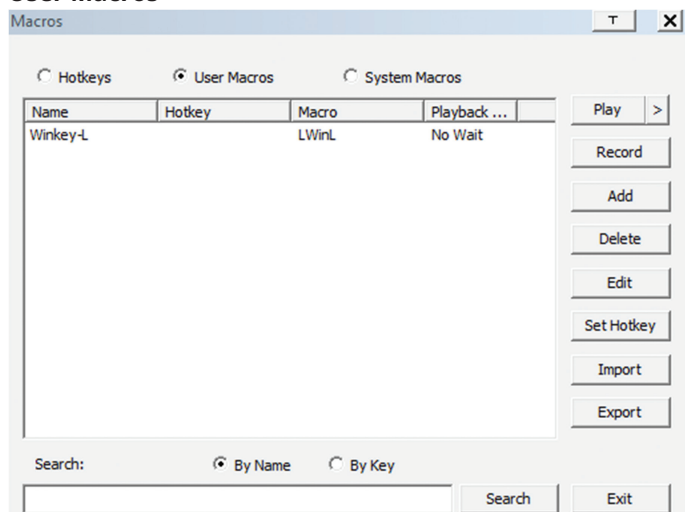 Macros T X
Hotkeys User Macros System Macros
Name Hotkey Macro Playback ... Play >
Winkey-L LWinL No Wait
Record
Add
Delete
Edit
Set Hotkey
Import
Export
Search: By Name By Key
Search Exit